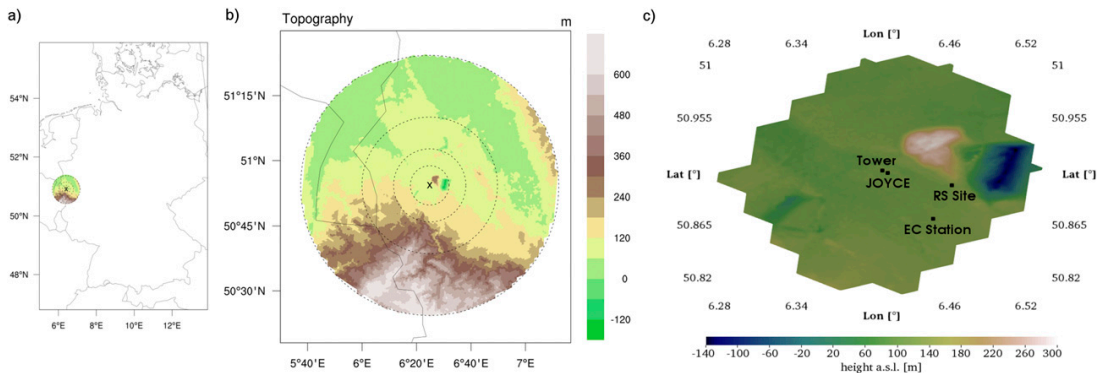 a)
54°N
52°N
50°N
48°N
6°E 8°E 10°E 12°E
b)
Topography m
51°15'N
51°N
50°45'N
50°30'N
5°40'E 6°E 6°20'E 6°40'E 7°E
X
600
480
360
240
120
0
-120
c)
Lon [°]
6.28 6.34 6.46 6.52
51 51
50.955 50.955
Lat [°] Lat [°]
50.865 50.865
50.82 50.82
Tower
JOYCE
RS Site
EC Station
6.28 6.34 6.46 6.52
Lon [°]
-140 -100 -60 -20 20 60 100 140 180 220 260 300
height a.s.l. [m]